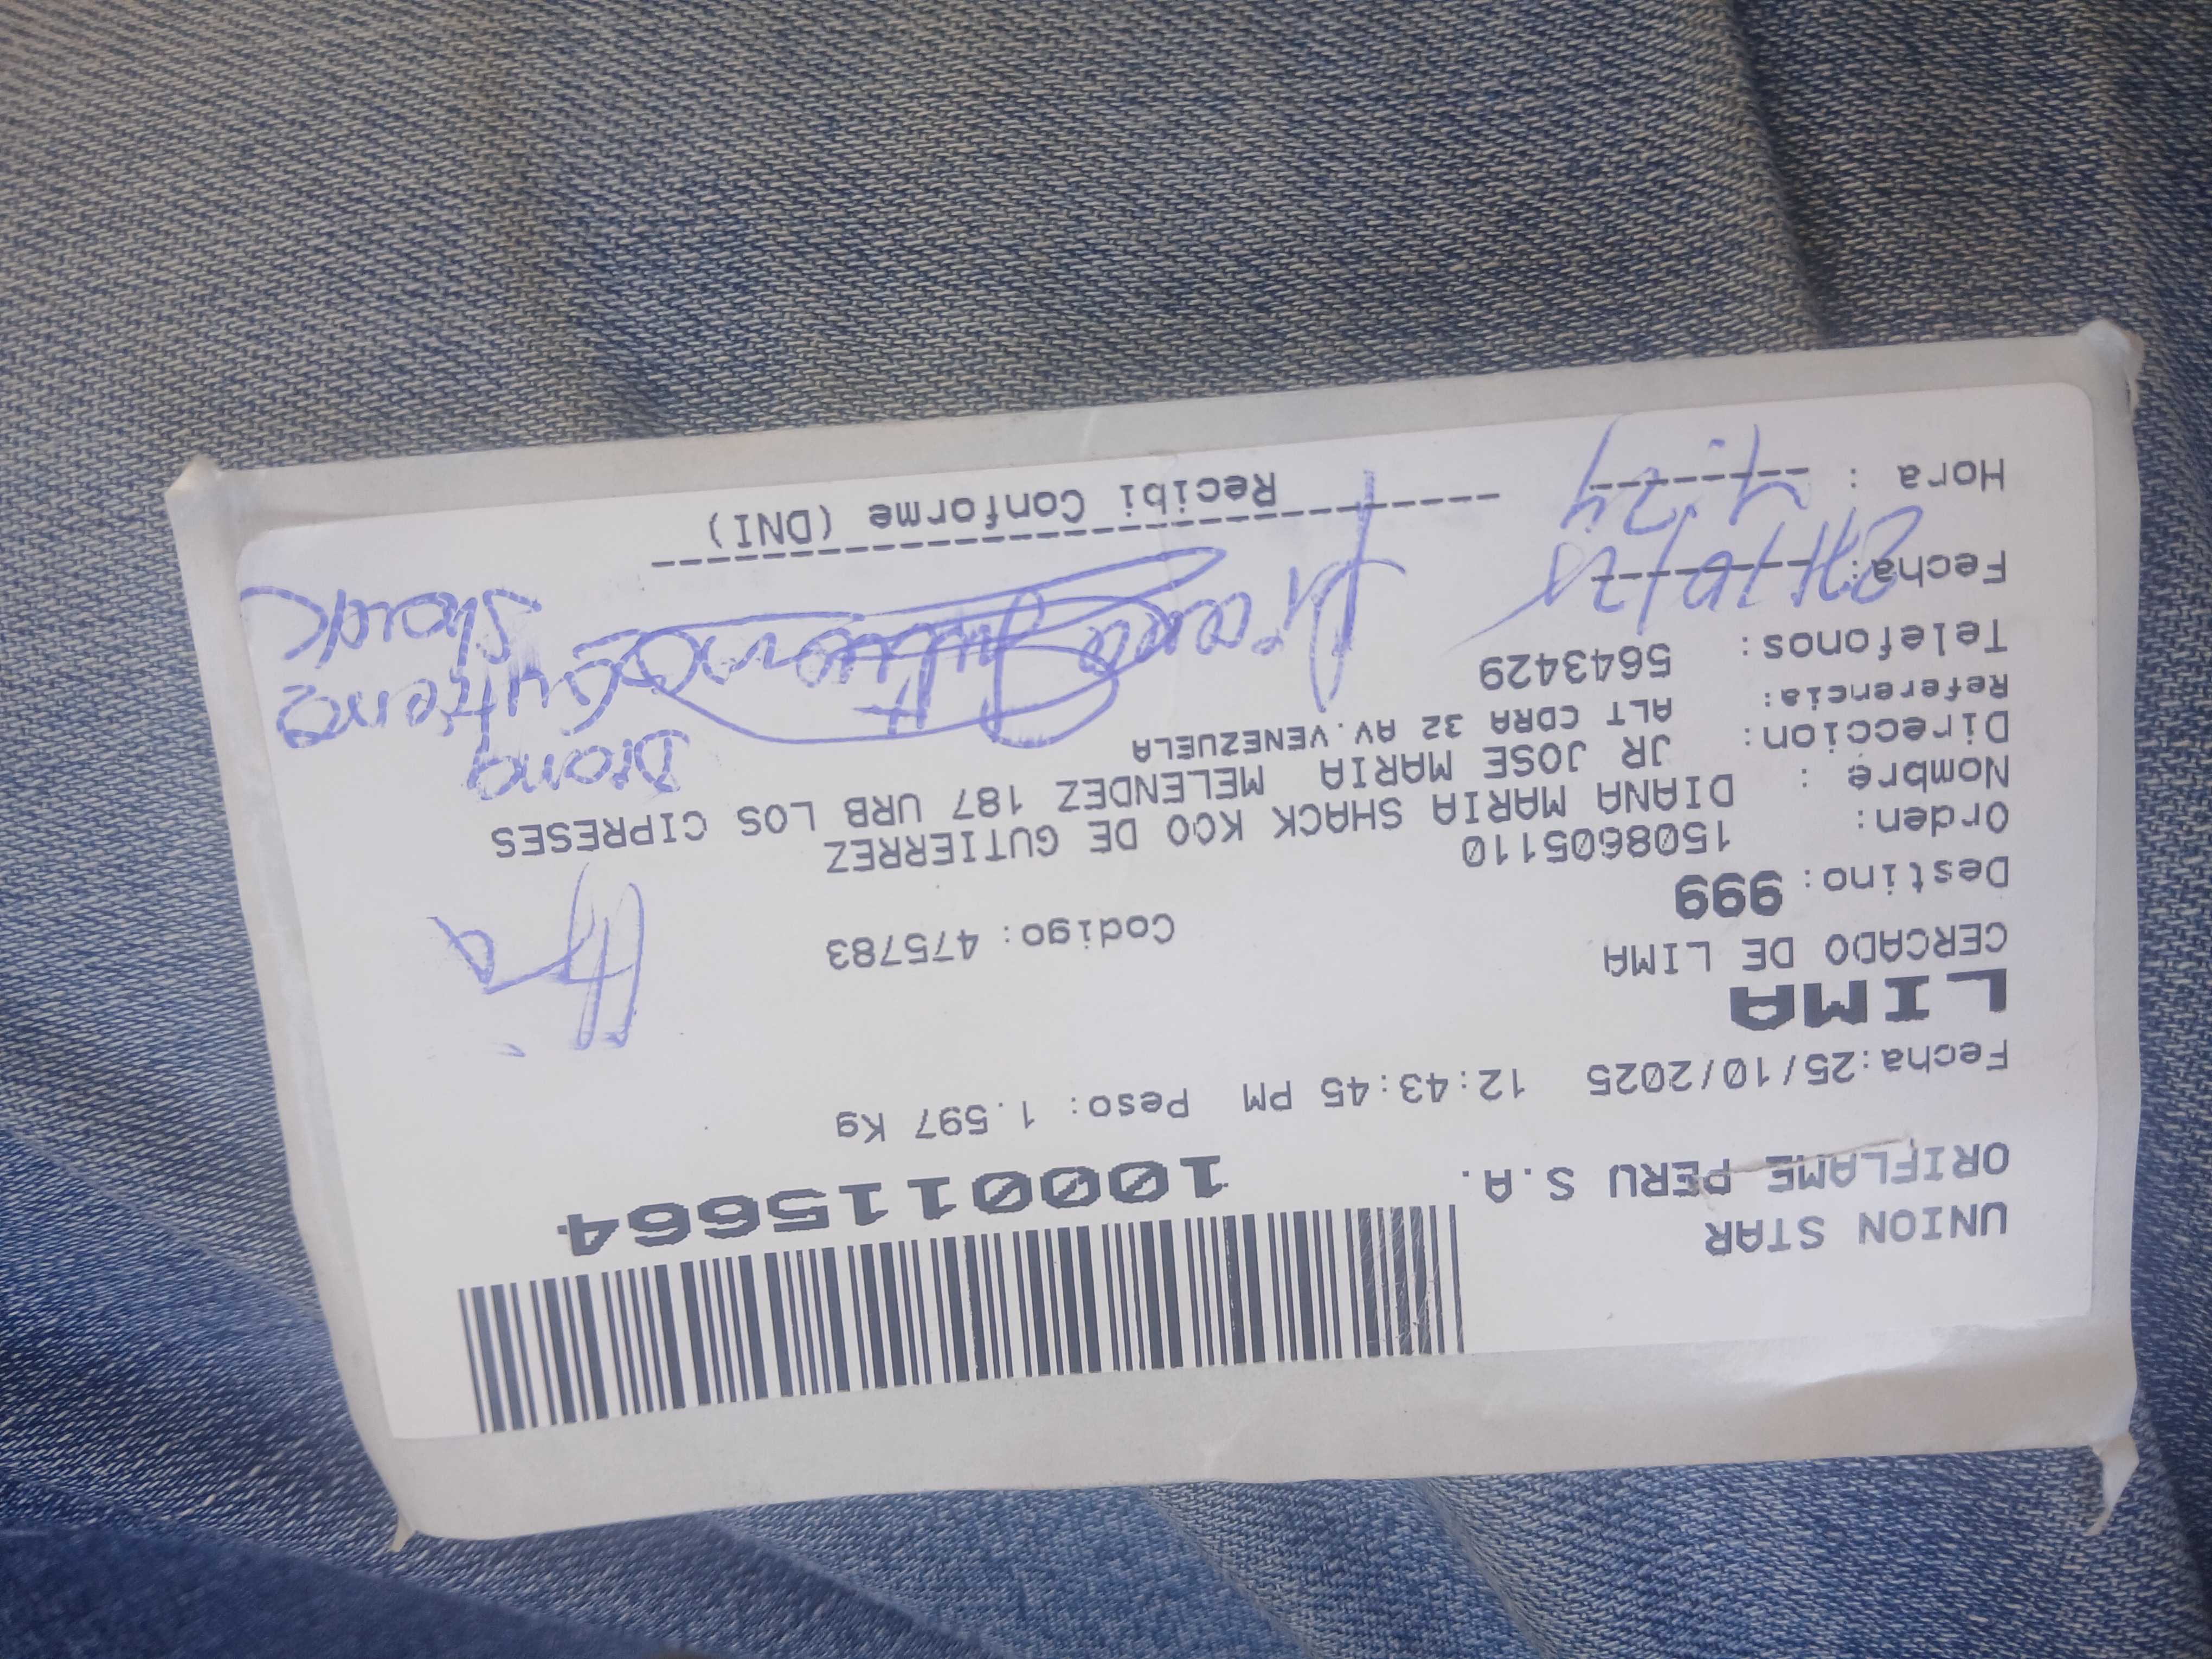 UNION STAR
ORIFLAME PERU S.A.
1000115664
Fecha:25/10/2025 12:43:45 PM Peso: 1.597 Kg
LIMA
CERCADO DE LIMA
Destino: 999 Codigo: 475783
Orden: 1508605110
Nombre : DIANA MARIA SHACK KOO DE GUTIERREZ
Direccion: JR JOSE MARIA MELENDEZ 187 URB LOS CIPRESES
Referencia: ALT CDRA 32 AV.VENEZUELA
Telefonos: 5643429
Diana
Gutierrez
Shack
Fecha:
Hora : 4:24
Recibi Conforme (DNI)